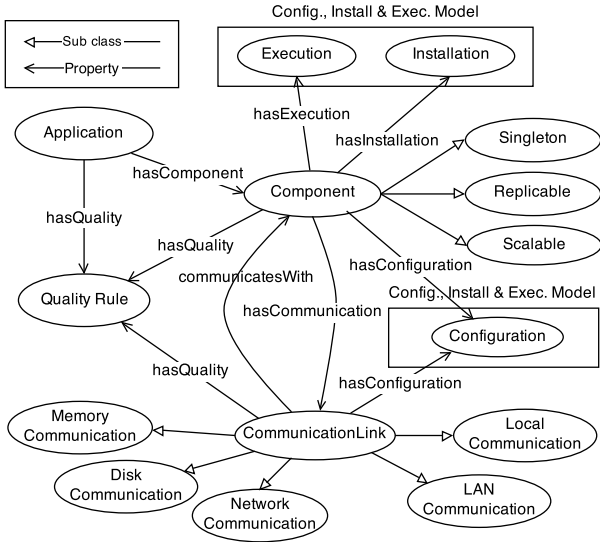 Config., Install & Exec. Model
Sub class
Property
Execution
Installation
hasExecution
Application
hasInstallation
Singleton
hasComponent
Component
Replicable
hasQuality
hasQuality
Scalable
communicatesWith
hasConfiguration
Quality Rule
hasCommunication
Config., Install & Exec. Model
Configuration
hasQuality
hasConfiguration
Memory
Communication
CommunicationLink
Local
Communication
Disk
Communication
Network
Communication
LAN
Communication